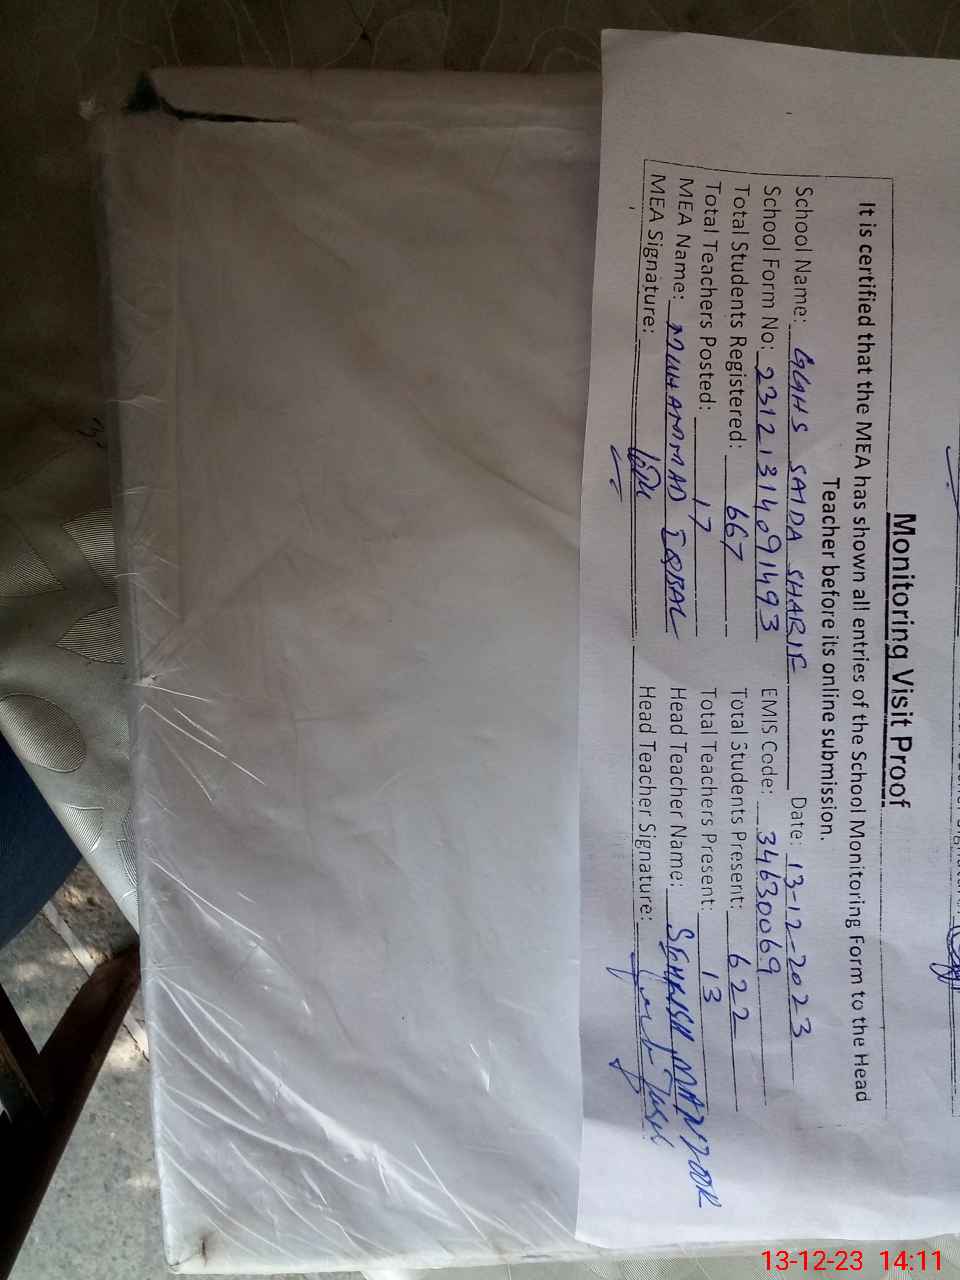 Monitoring Visit Proof
It is certified that the MEA has shown all entries of the School Monitoring Form to the Head
Teacher before its online submission.
School Name: GGHS SAIDA SHARIF Date: 13-12-2023
School Form No: 23121314091493 EMIS Code: 34630069
Total Students Registered: 667 Total Students Present: 622
Total Teachers Posted: 17 Total Teachers Present: 13
MEA Name: MUHAMMAD IQBAL Head Teacher Name: MANZOOR
MEA Signature: Head Teacher Signature:
13-12-23 14:11